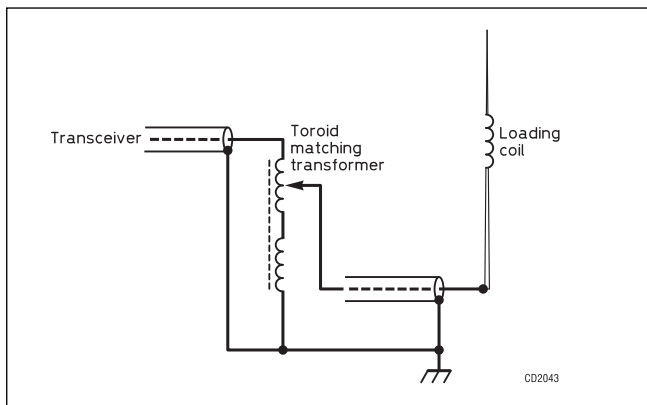 Transceiver
Toroid
matching
transformer
Loading
coil
CD2043